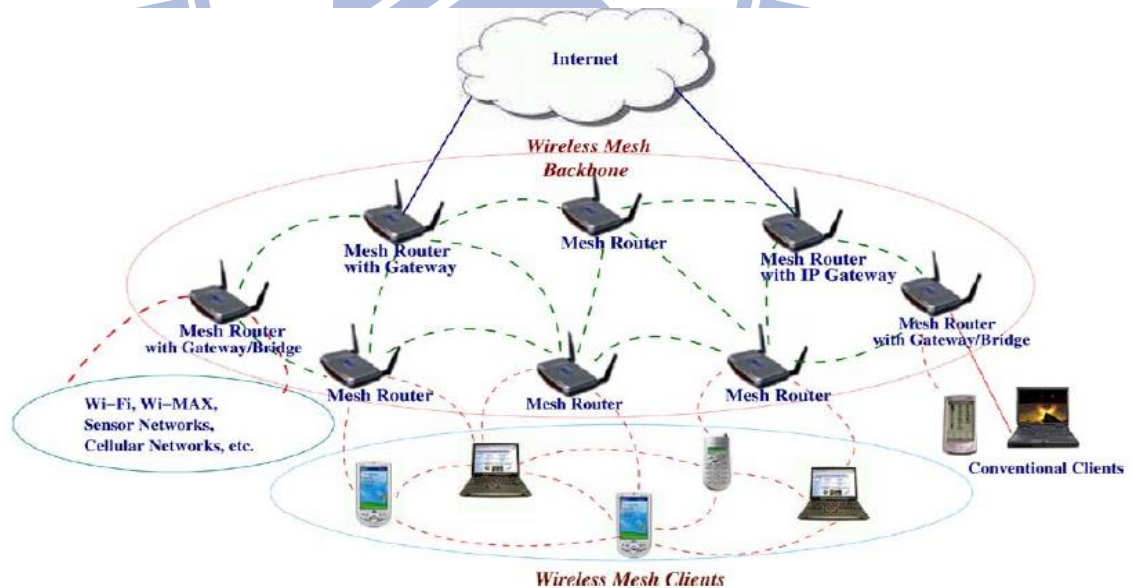 Internet
Wireless Mesh
Backbone
Mesh Router
with Gateway
Mesh Router
Mesh Router
with IP Gateway
Mesh Router
with Gateway/Bridge
Mesh Router
with Gateway/Bridge
Mesh Router
Mesh Router
Mesh Router
Wi-Fi, Wi-MAX,
Sensor Networks,
Cellular Networks, etc.
Conventional Clients
Wireless Mesh Clients